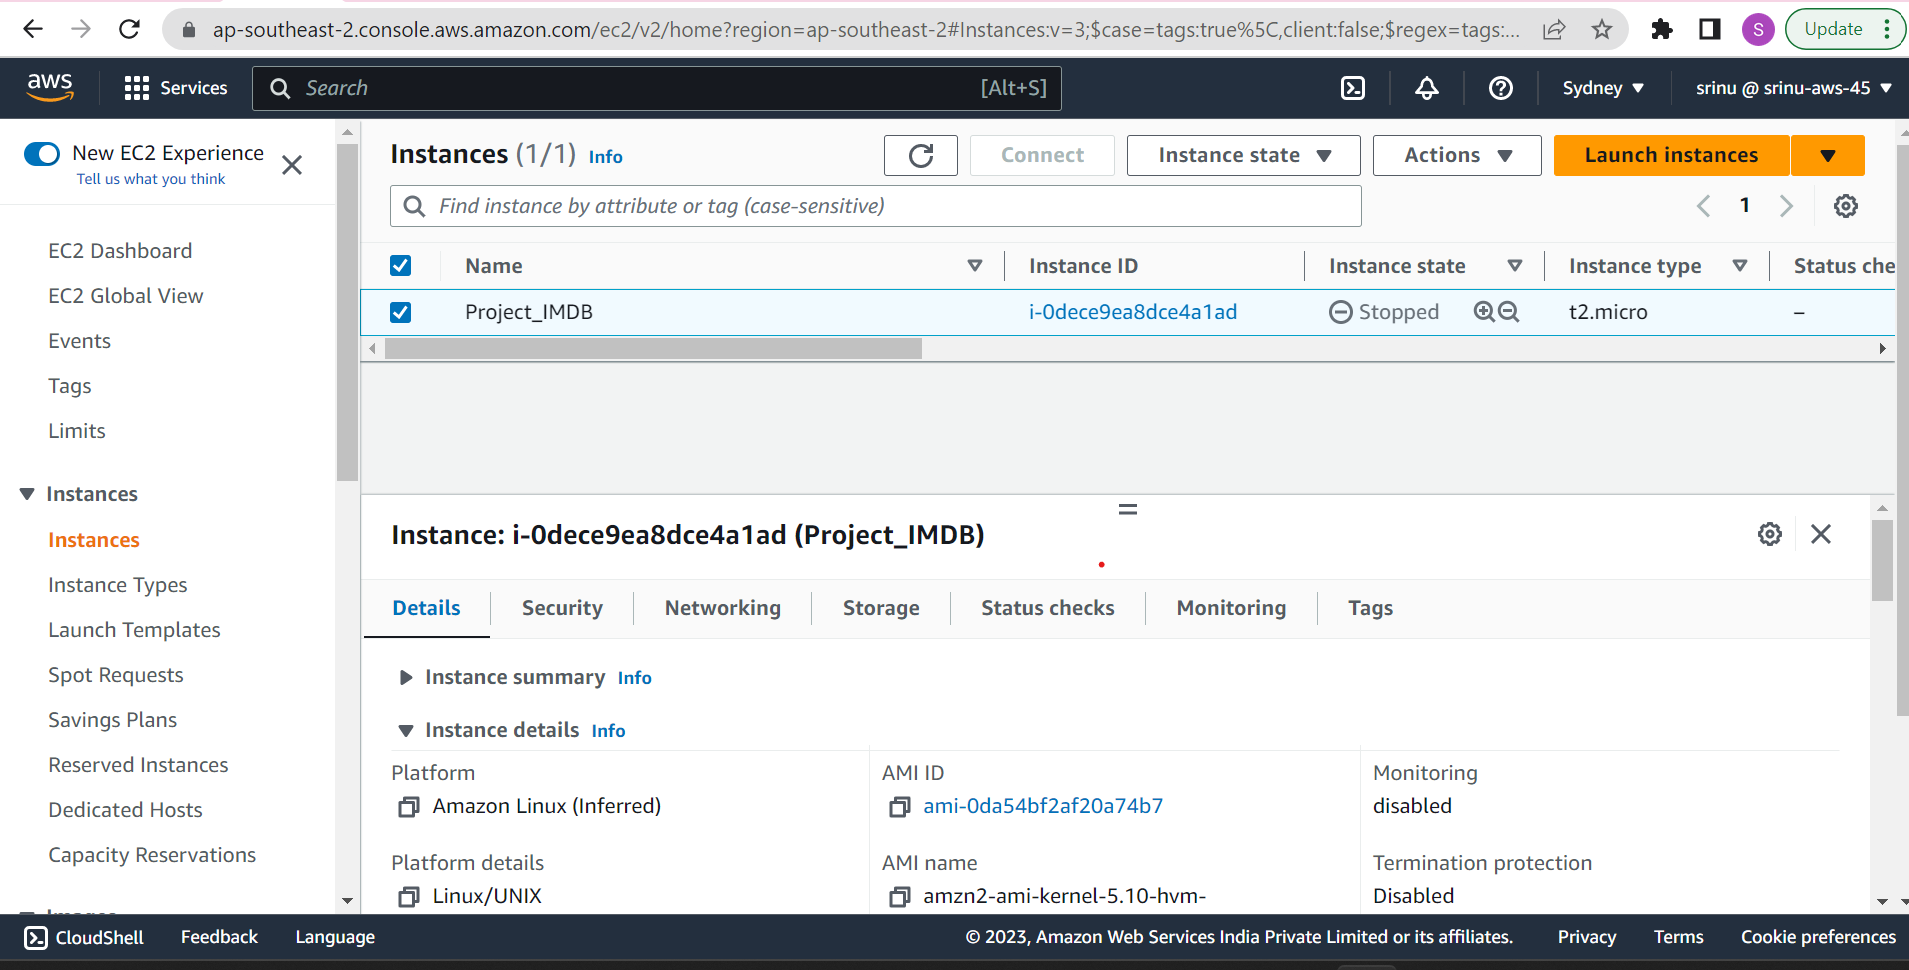 ap-southeast-2.console.aws.amazon.com/ec2/v2/home?region=ap-southeast-2#Instances:v=3;$case=tags:true%5C,client:false;$regex=tags:...
S
Update
aws
Services
Search
[Alt+S]
Sydney
srinu @ srinu-aws-45
New EC2 Experience
Tell us what you think
EC2 Dashboard
EC2 Global View
Events
Tags
Limits
Instances
Instances
Instance Types
Launch Templates
Spot Requests
Savings Plans
Reserved Instances
Dedicated Hosts
Capacity Reservations
Images
Instances (1/1) Info
Connect
Instance state
Actions
Launch instances
Find instance by attribute or tag (case-sensitive)
1
Name
Instance ID
Instance state
Instance type
Status che
Project_IMDB
i-0dece9ea8dce4a1ad
Stopped
t2.micro
–
Instance: i-0dece9ea8dce4a1ad (Project_IMDB)
Details
Security
Networking
Storage
Status checks
Monitoring
Tags
Instance summary Info
Instance details Info
Platform
Amazon Linux (Inferred)
AMI ID
ami-0da54bf2af20a74b7
Monitoring
disabled
Platform details
Linux/UNIX
AMI name
amzn2-ami-kernel-5.10-hvm-
Termination protection
Disabled
CloudShell
Feedback
Language
© 2023, Amazon Web Services India Private Limited or its affiliates.
Privacy
Terms
Cookie preferences